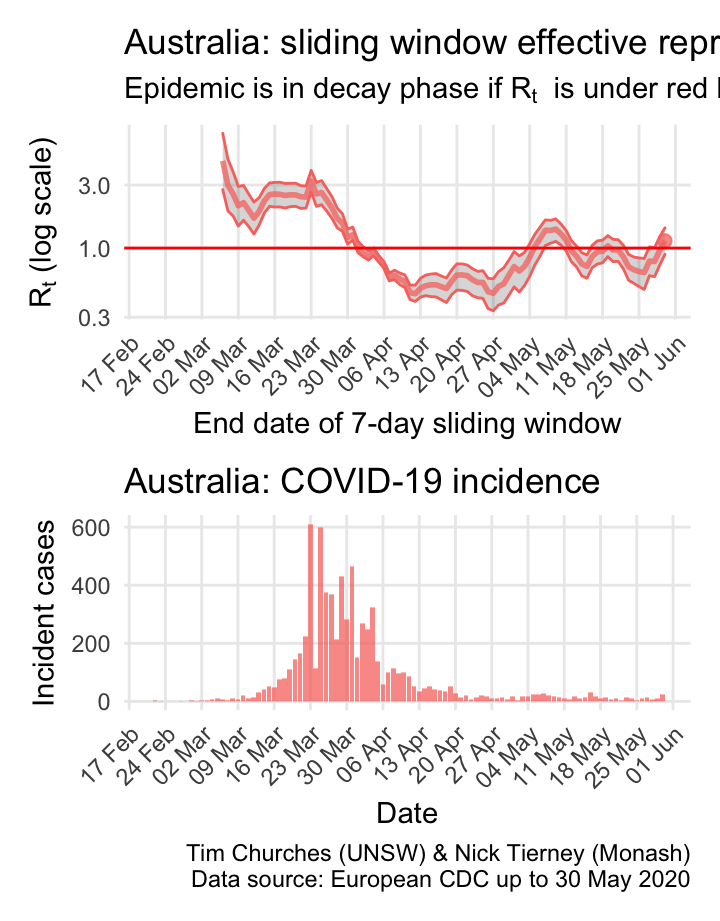 Australia: sliding window effective repr
Epidemic is in decay phase if Rt is under red
Rt (log scale)
3.0
1.0
0.3
17 Feb 24 Feb 02 Mar 09 Mar 16 Mar 23 Mar 30 Mar 06 Apr 13 Apr 20 Apr 27 Apr 04 May 11 May 18 May 25 May 01 Jun
End date of 7-day sliding window
Australia: COVID-19 incidence
Incident cases
600
400
200
0
17 Feb 24 Feb 02 Mar 09 Mar 16 Mar 23 Mar 30 Mar 06 Apr 13 Apr 20 Apr 27 Apr 04 May 11 May 18 May 25 May 01 Jun
Date
Tim Churches (UNSW) & Nick Tierney (Monash)
Data source: European CDC up to 30 May 2020